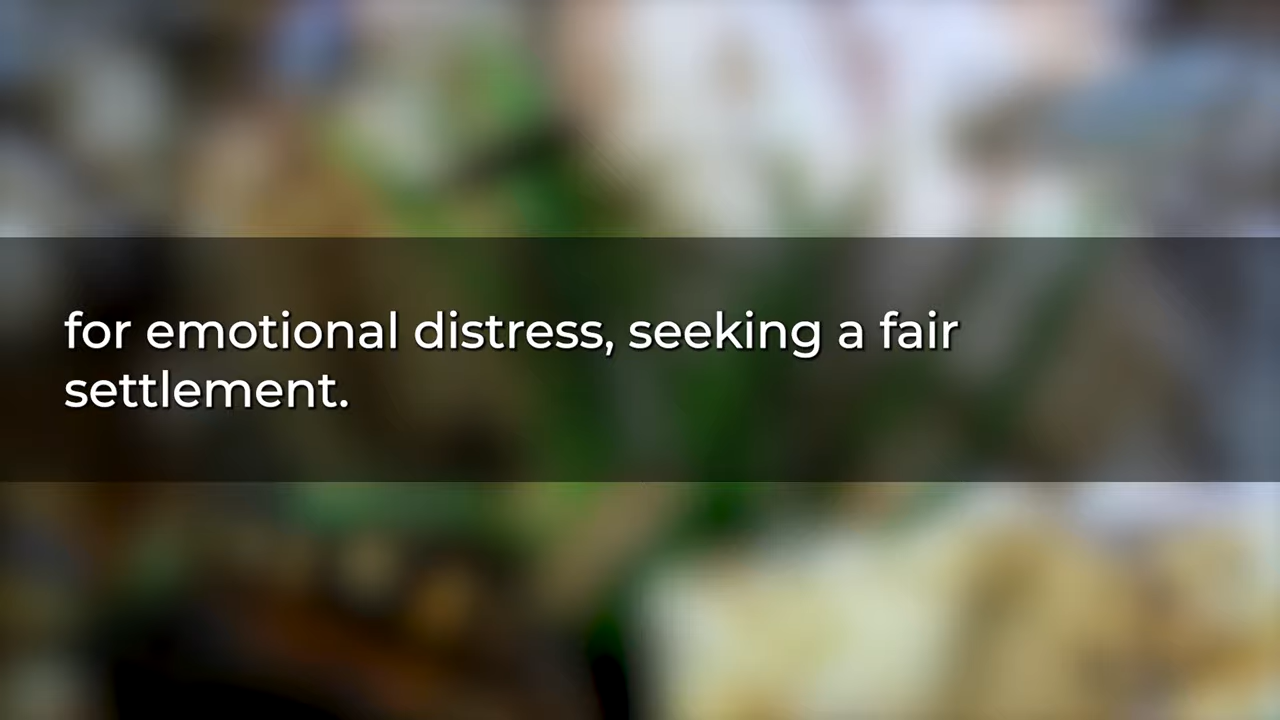 for emotional distress, seeking a fair
settlement.